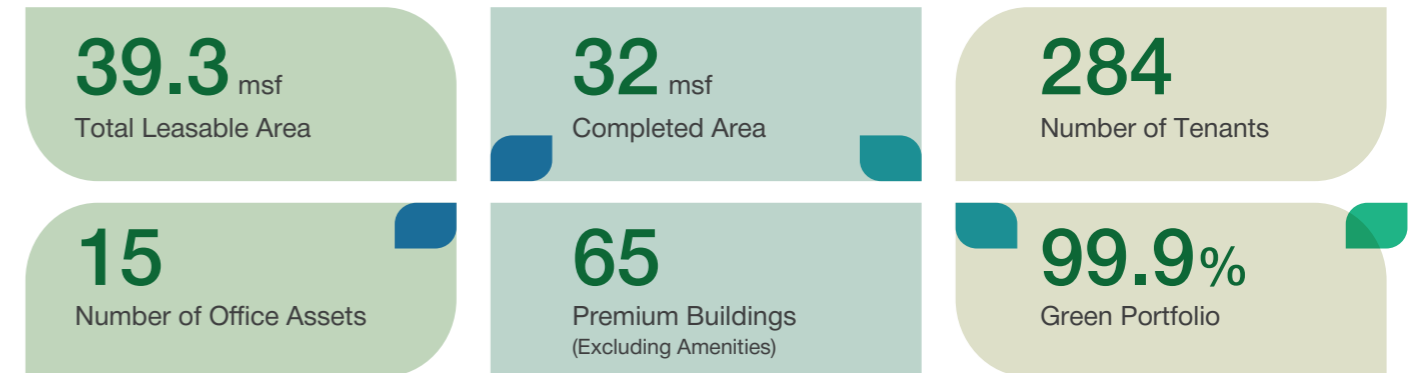 39.3 msf
Total Leasable Area
32 msf
Completed Area
284
Number of Tenants
15
Number of Office Assets
65
Premium Buildings
(Excluding Amenities)
99.9%
Green Portfolio